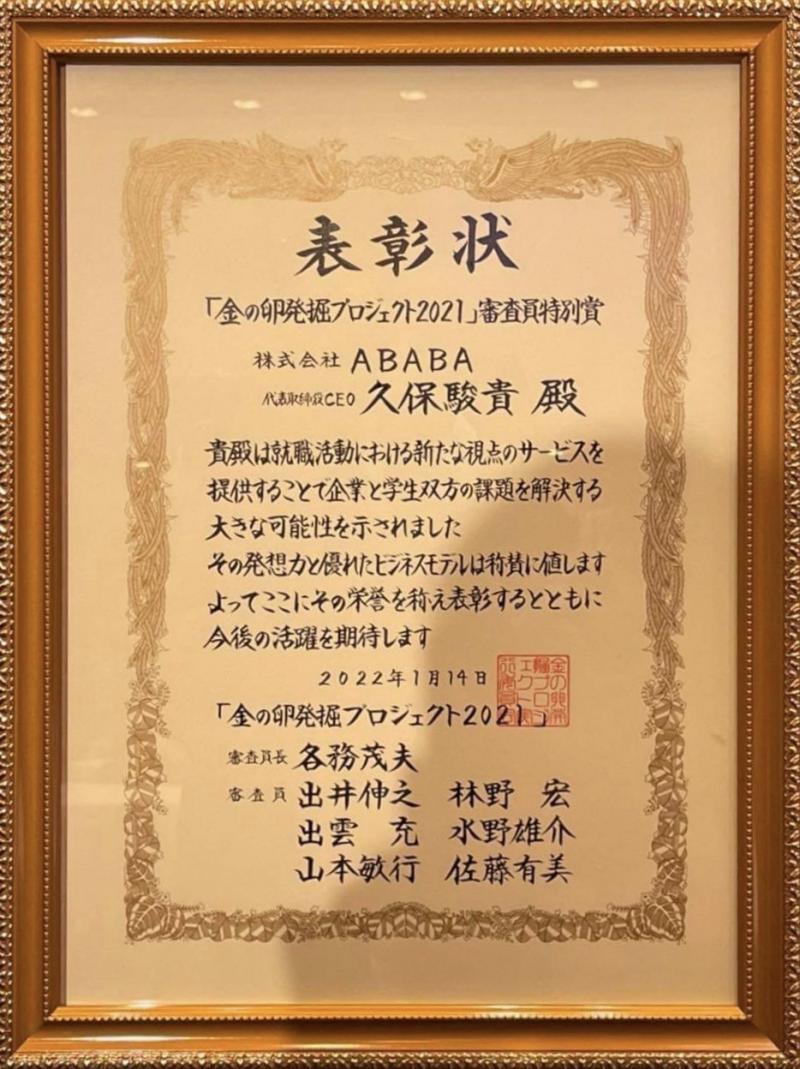 表彰状
「金の卵発掘プロジェクト2021」審査員特別賞
株式会社 ABABA
代表取締役CEO 久保駿貴 殿
貴殿は就職活動における新たな視点のサービスを
提供することで企業と学生双方の課題を解決する
大きな可能性を示されました
その発想力と優れたビジネスモデルは称賛に値します
よってここにその栄誉を称え表彰するとともに
今後の活躍を期待します
2022年1月14日
「金の卵発掘プロジェクト2021」
審査員長 各務茂夫
審査員 出井伸之 林野 宏
出雲 充 水野雄介
山本敏行 佐藤有美